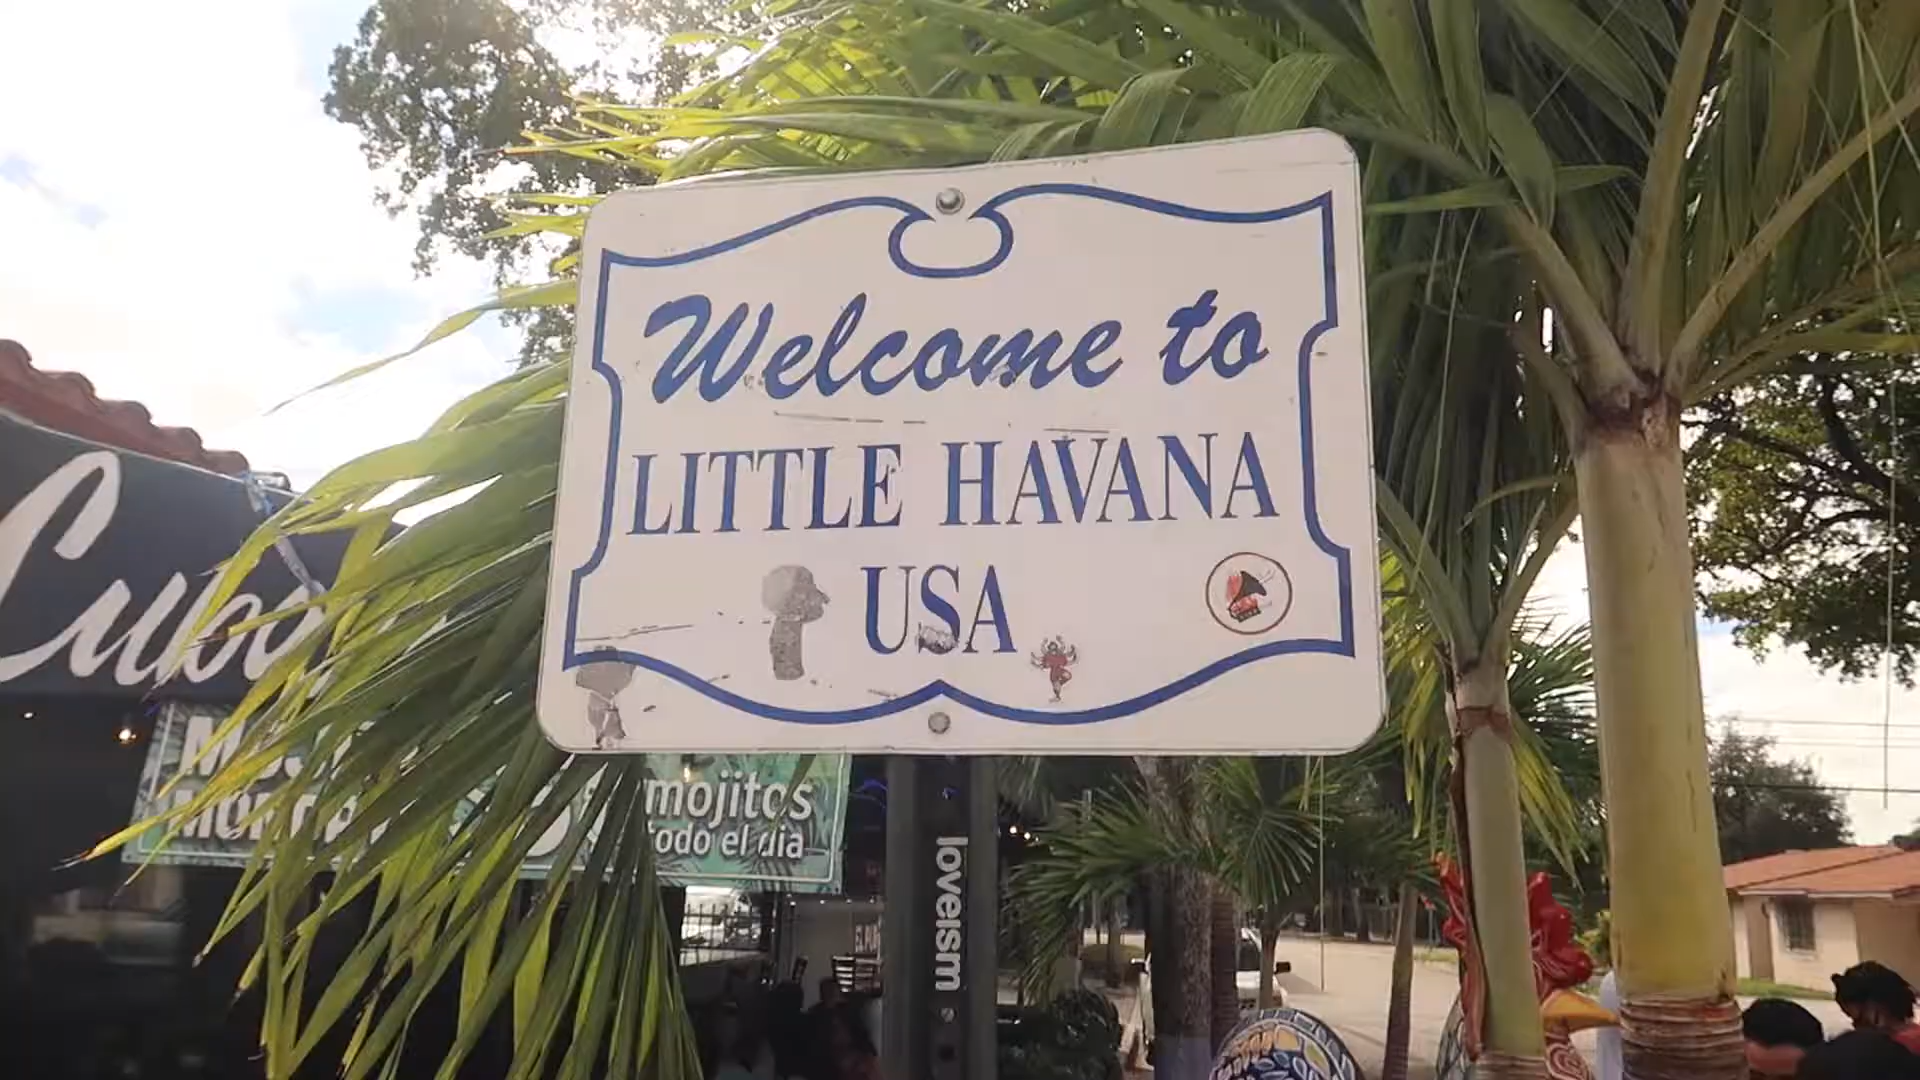 Welcome to
LITTLE HAVANA
USA
mojitos
todo el dia
loveism